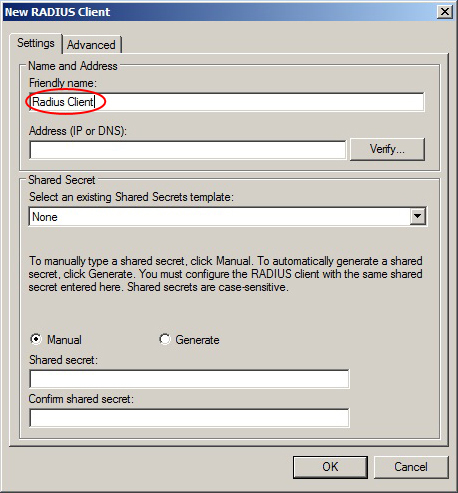 New RADIUS Client
Settings
Advanced
Name and Address
Friendly name:
Radius Client
Address (IP or DNS):
Verify...
Shared Secret
Select an existing Shared Secrets template:
None
To manually type a shared secret, click Manual. To automatically generate a shared
secret, click Generate. You must configure the RADIUS client with the same shared
secret entered here. Shared secrets are case-sensitive.
Manual
Generate
Shared secret:
Confirm shared secret:
OK
Cancel